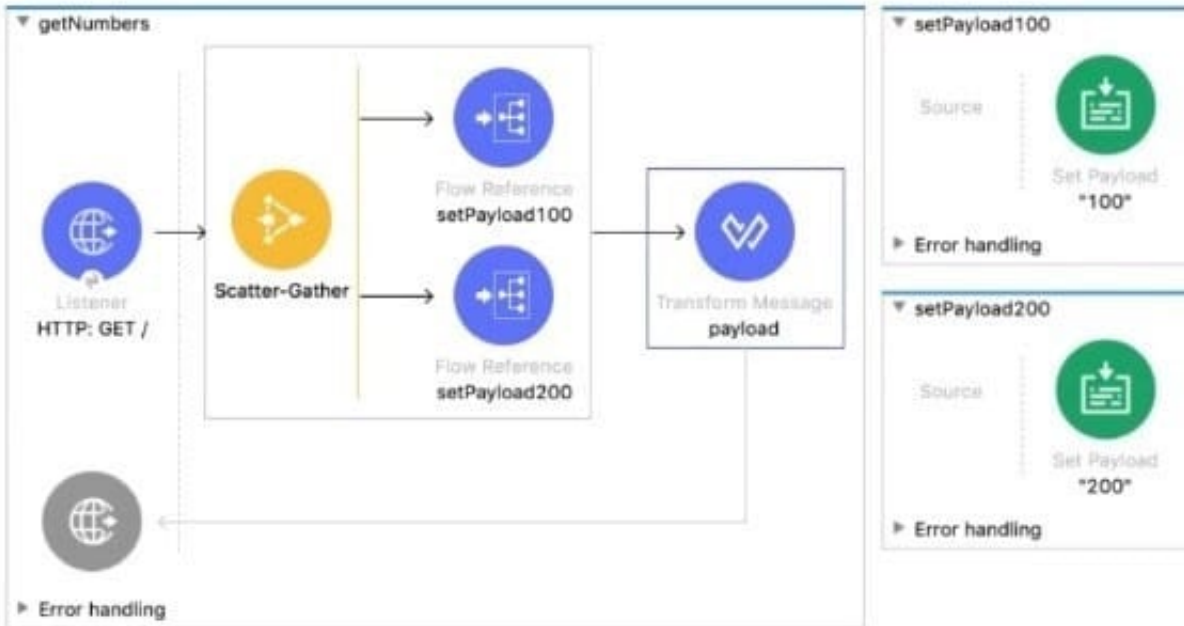 getNumbers
Listener
HTTP: GET /
Scatter-Gather
Flow Reference
setPayload100
Flow Reference
setPayload200
Transform Message
payload
Error handling
setPayload100
Source
Set Payload
"100"
Error handling
setPayload200
Source
Set Payload
"200"
Error handling